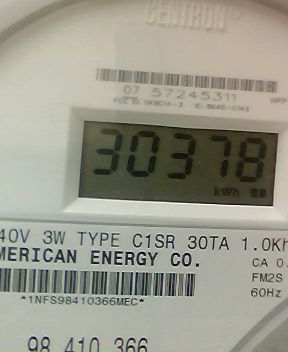 CENTRON®
07 57245311
30378
kWh
40V 3W TYPE C1SR 30TA 1.0Kh
MERICAN ENERGY CO.
CA 0.
FM2S
60Hz
*1NFS98410366MEC*
98 410 366